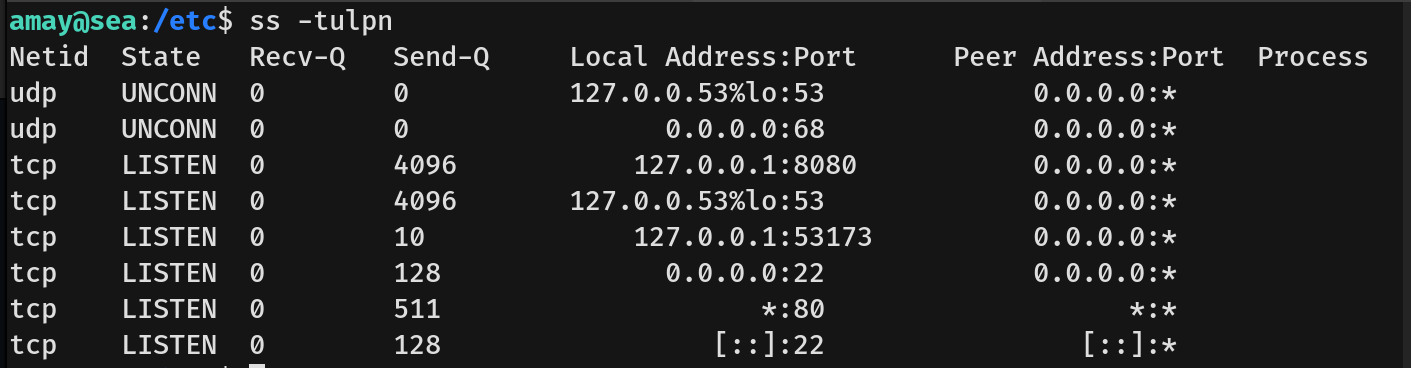 amay@sea:/etc$ ss -tulpn
Netid State Recv-Q Send-Q Local Address:Port Peer Address:Port Process
udp UNCONN 0 0 127.0.0.53%lo:53 0.0.0.0:*
udp UNCONN 0 0 0.0.0.0:68 0.0.0.0:*
tcp LISTEN 0 4096 127.0.0.1:8080 0.0.0.0:*
tcp LISTEN 0 4096 127.0.0.53%lo:53 0.0.0.0:*
tcp LISTEN 0 10 127.0.0.1:53173 0.0.0.0:*
tcp LISTEN 0 128 0.0.0.0:22 0.0.0.0:*
tcp LISTEN 0 511 *:80 *:*
tcp LISTEN 0 128 [::]:22 [::]:*